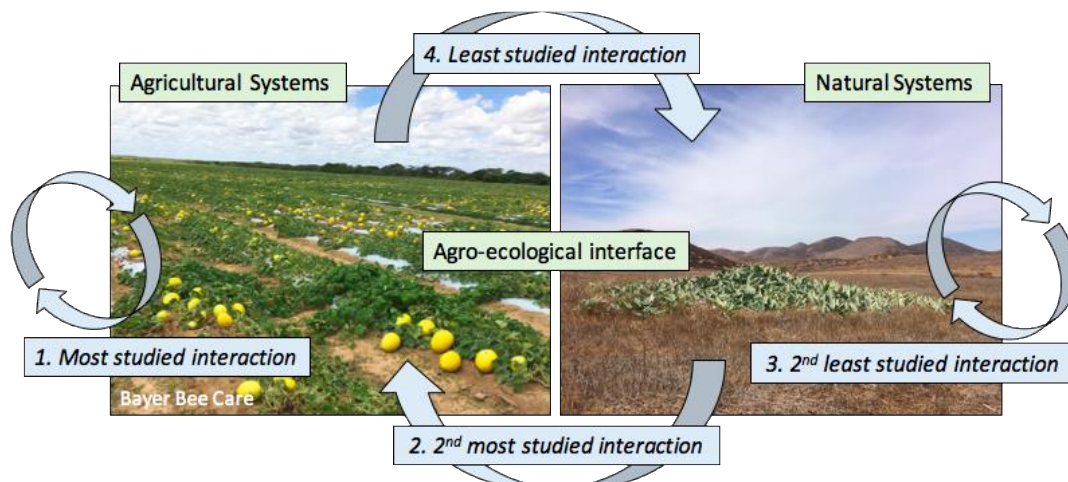 4. Least studied interaction
Agricultural Systems
Natural Systems
Agro-ecological interface
1. Most studied interaction
3. 2nd least studied interaction
Bayer Bee Care
2. 2nd most studied interaction